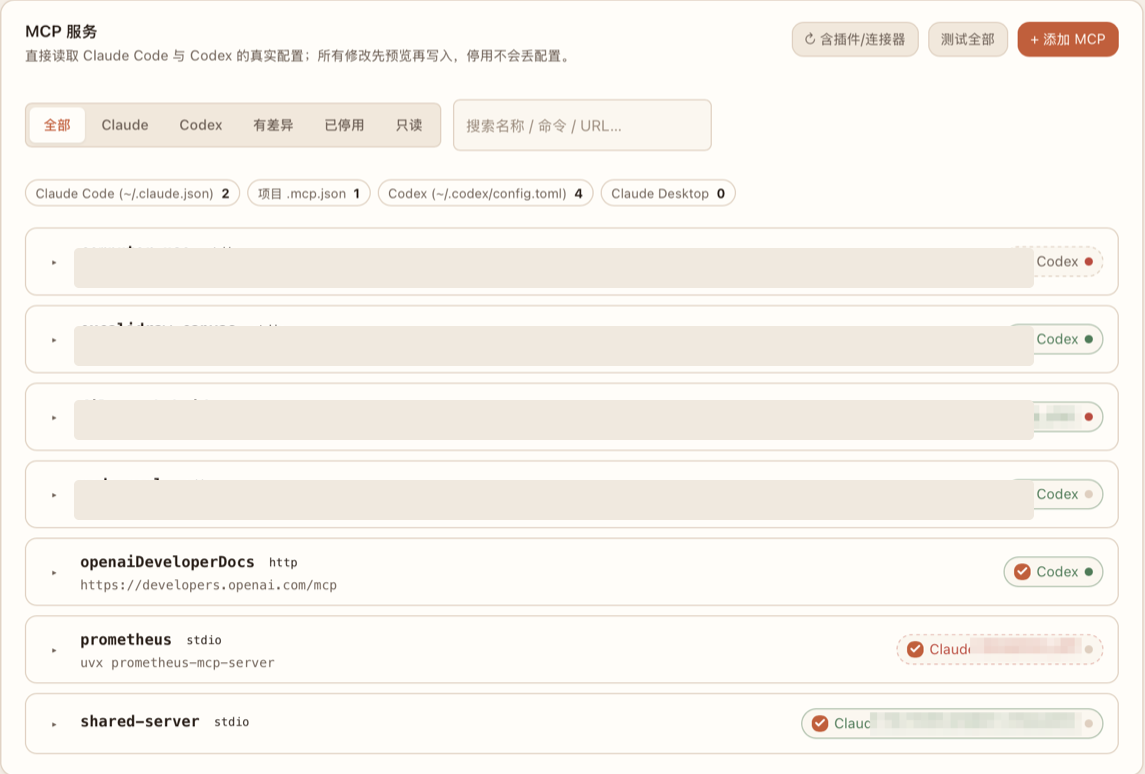 MCP 服务
直接读取 Claude Code 与 Codex 的真实配置；所有修改先预览再写入，停用不会丢配置。
↻ 含插件/连接器
测试全部
+ 添加 MCP
全部
Claude
Codex
有差异
已停用
只读
搜索名称 / 命令 / URL...
Claude Code (~/.claude.json) 2
项目 .mcp.json 1
Codex (~/.codex/config.toml) 4
Claude Desktop 0
Codex
Codex
Codex
openaiDeveloperDocs http
https://developers.openai.com/mcp
Codex
prometheus stdio
uvx prometheus-mcp-server
Claude
shared-server stdio